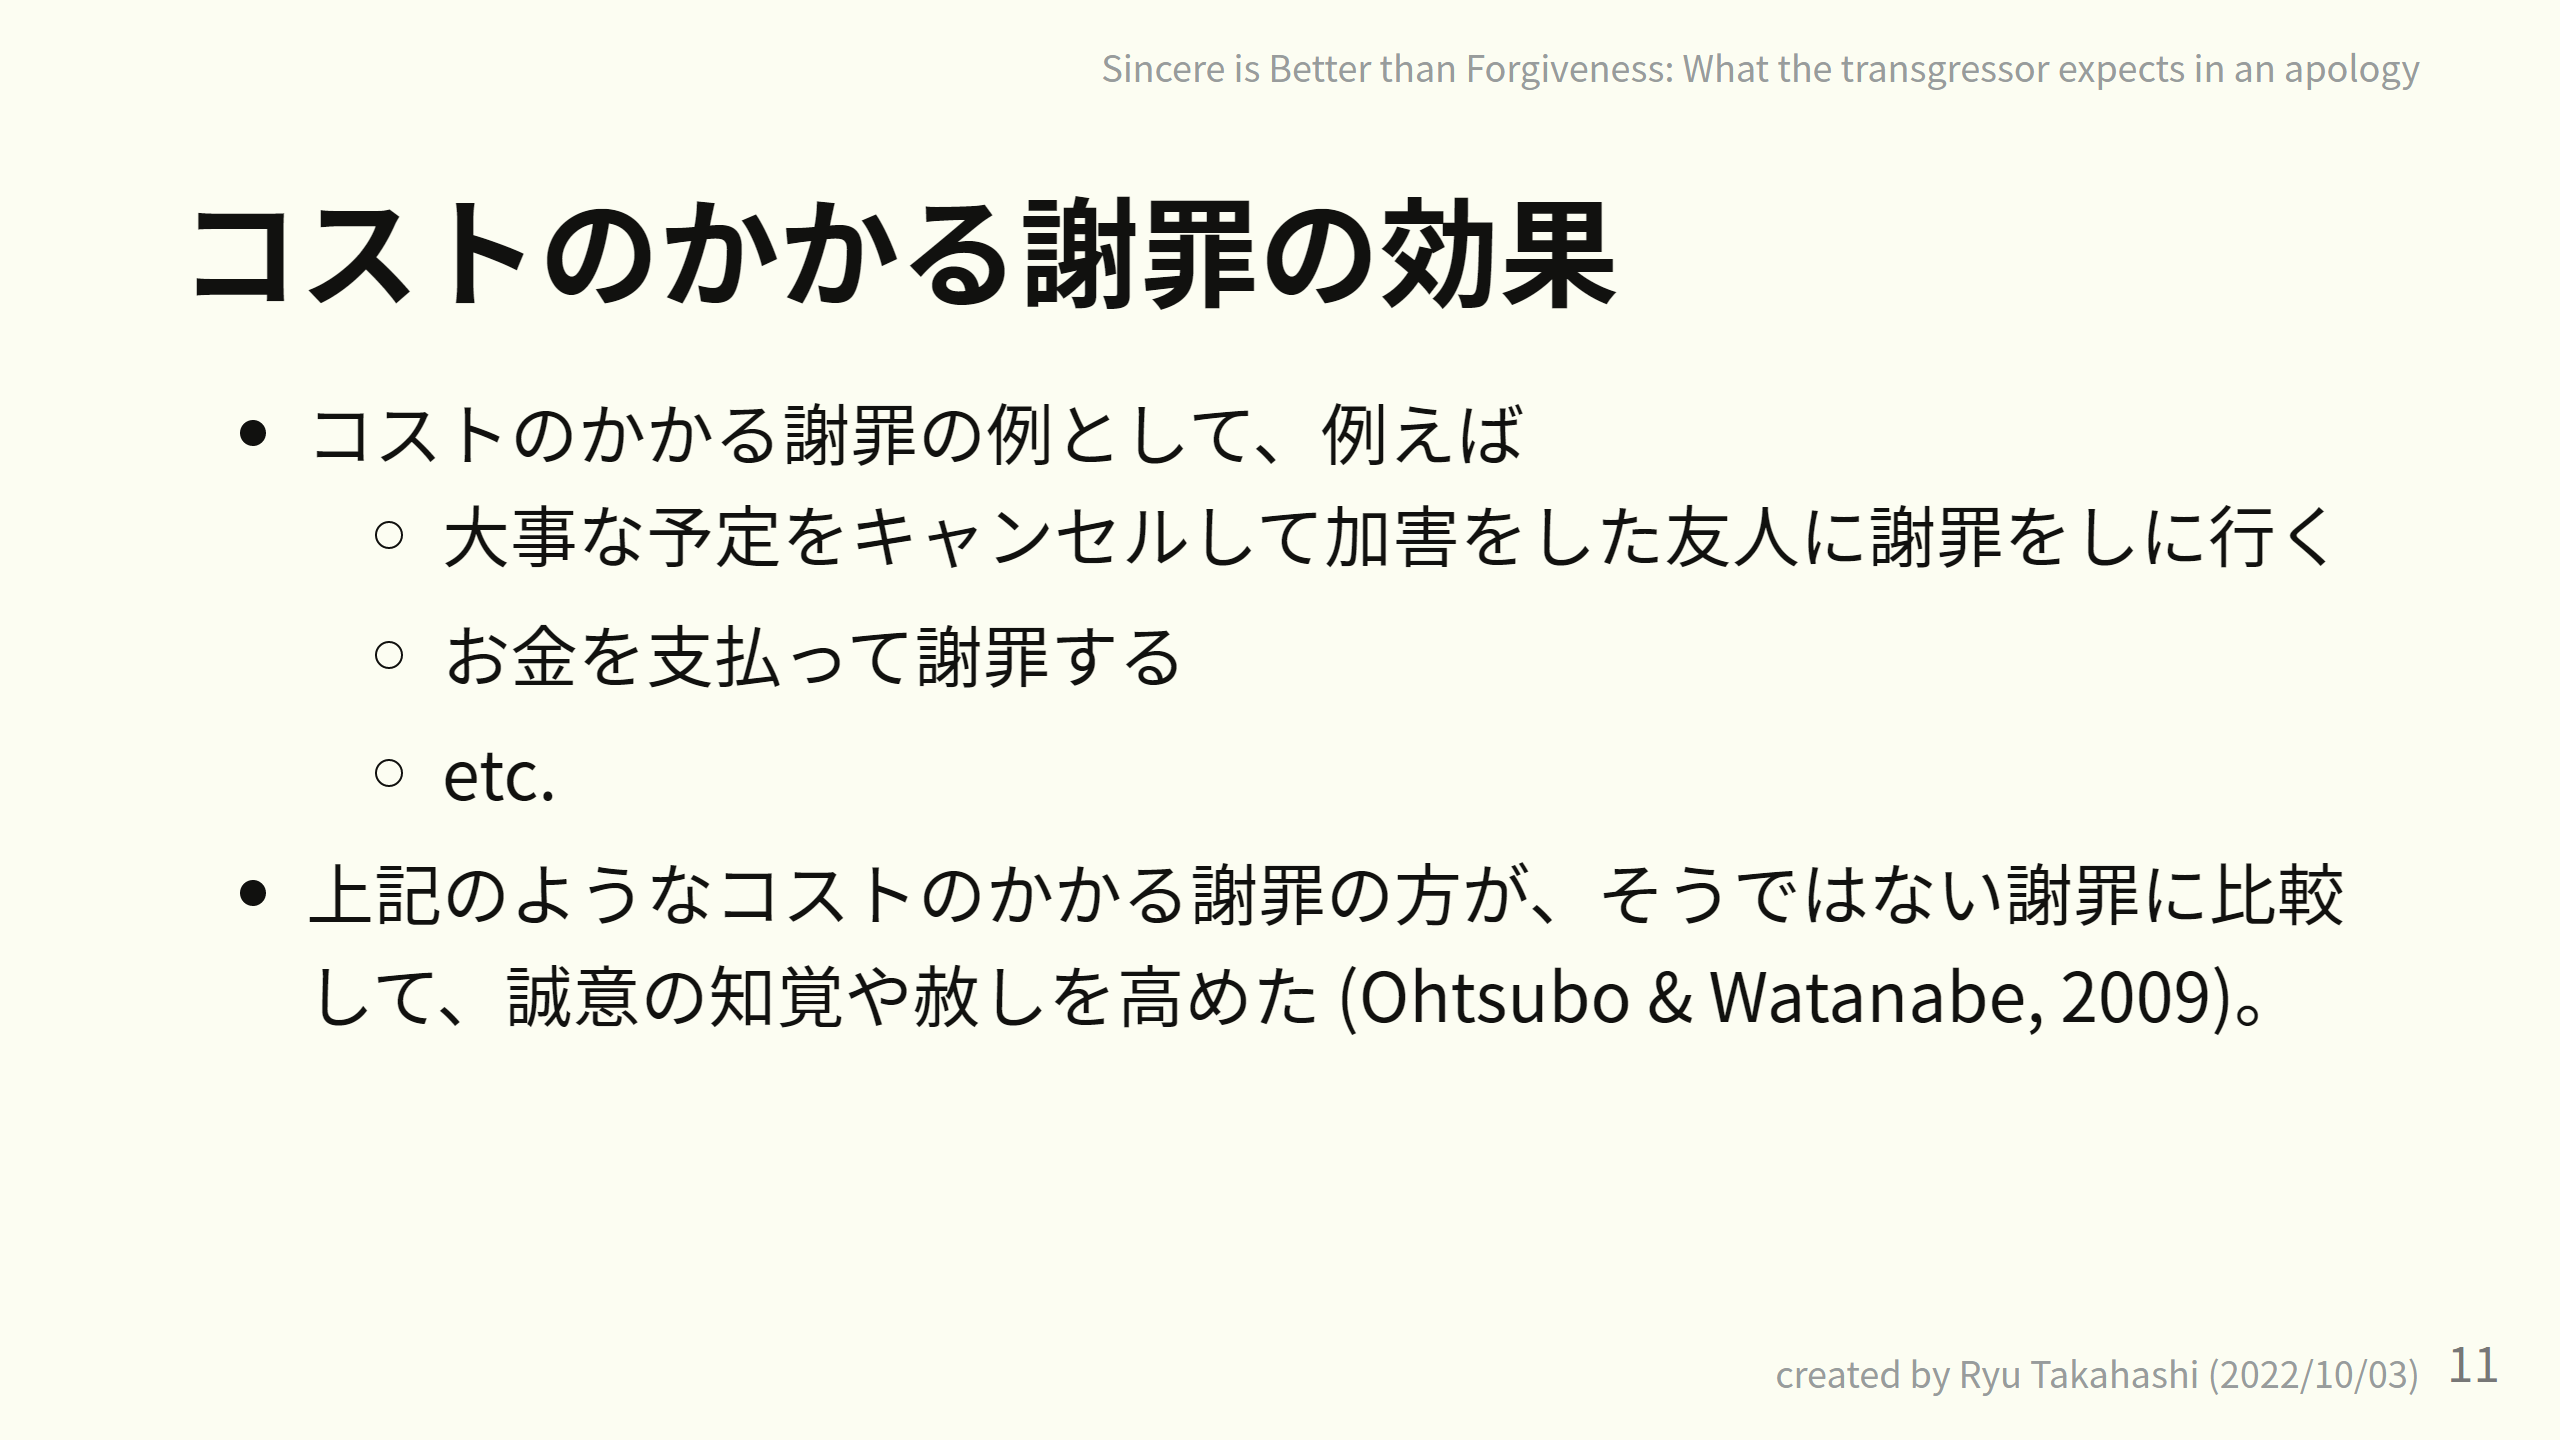 Sincere is Better than Forgiveness: What the transgressor expects in an apology
コストのかかる謝罪の効果
• コストのかかる謝罪の例として、例えば
○ 大事な予定をキャンセルして加害をした友人に謝罪をしに行く
○ お金を支払って謝罪する
○ etc.
• 上記のようなコストのかかる謝罪の方が、そうではない謝罪に比較
して、誠意の知覚や赦しを高めた (Ohtsubo & Watanabe, 2009)。
created by Ryu Takahashi (2022/10/03) 11